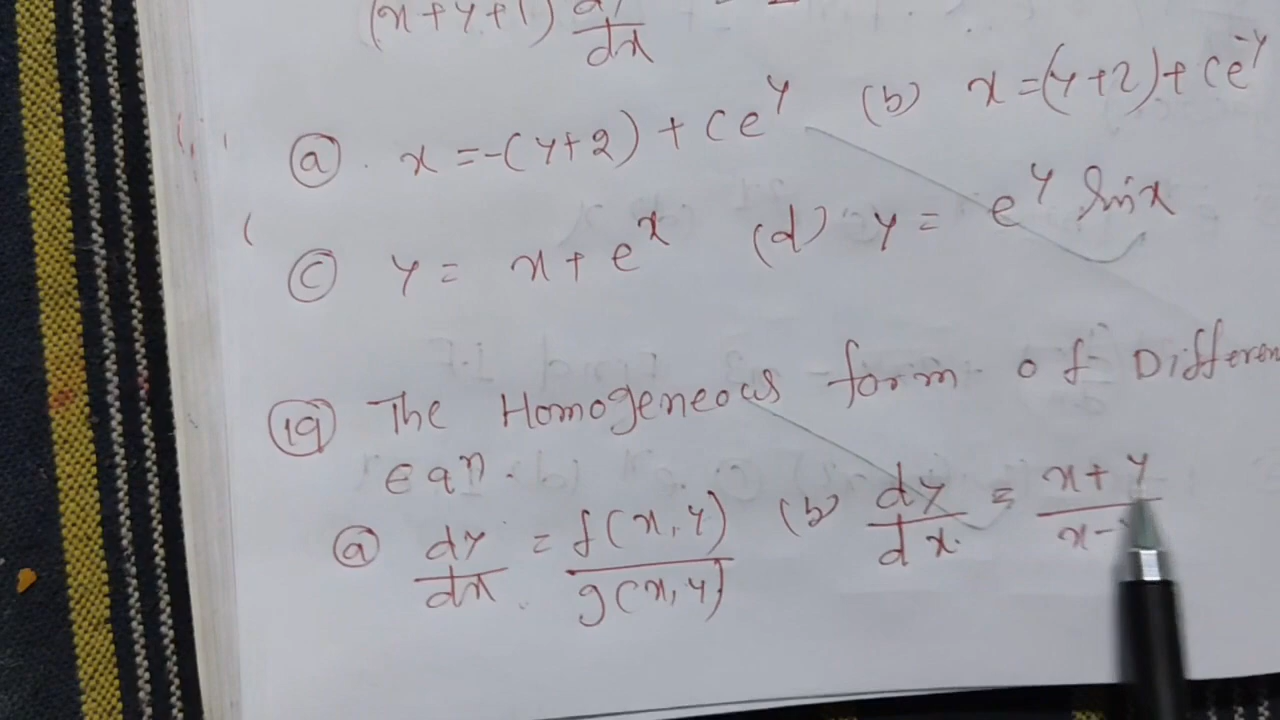 (x+y+1) dy/dx
ⓐ. x = -(y+2) + Ce^y (b) x = (y+2) + Ce^-y
ⓒ y = x + e^x (d) y = e^y sin x
⑲ The Homogeneous form of Differen
Eqn.
ⓐ dy/dx = f(x,y)/g(x,y) (b) dy/dx = x+y/x-